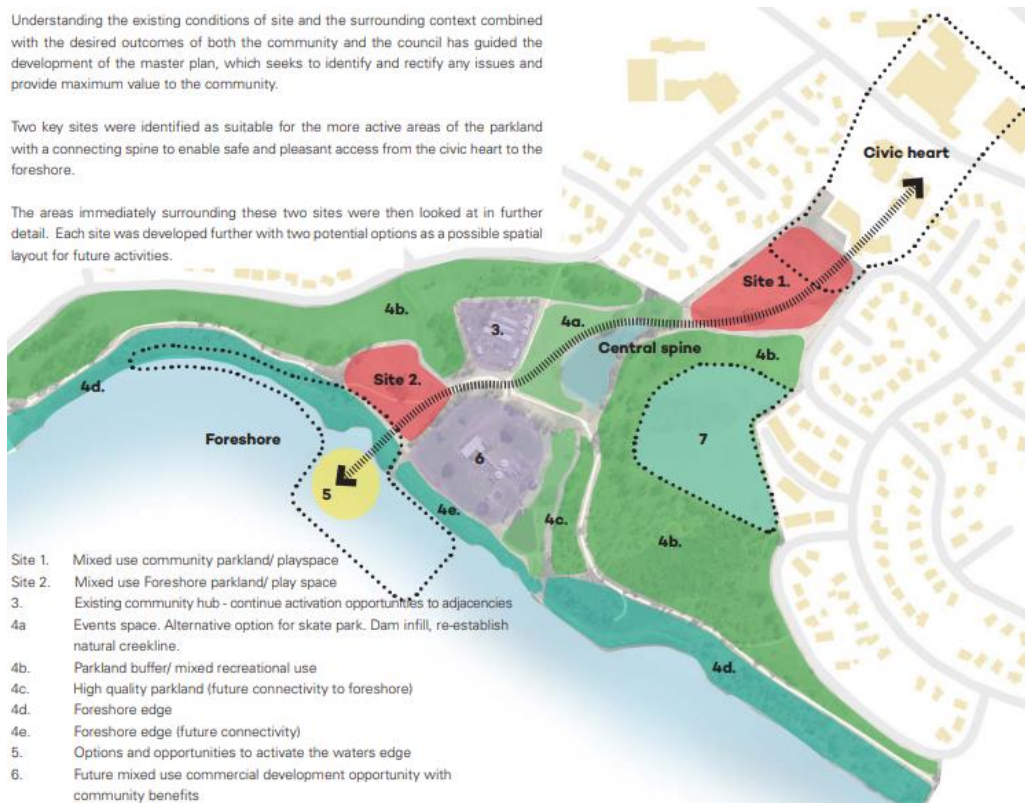 Understanding the existing conditions of site and the surrounding context combined
with the desired outcomes of both the community and the council has guided the
development of the master plan, which seeks to identify and rectify any issues and
provide maximum value to the community.
Two key sites were identified as suitable for the more active areas of the parkland
with a connecting spine to enable safe and pleasant access from the civic heart to the
foreshore.
The areas immediately surrounding these two sites were then looked at in further
detail. Each site was developed further with two potential options as a possible spatial
layout for future activities.
Civic heart
Site 1.
4b.
3.
4a.
Central spine
4b.
Site 2.
4d.
Foreshore
7
6
5
4e.
4c.
4b.
4d.
Site 1. Mixed use community parkland/ playspace
Site 2. Mixed use Foreshore parkland/ play space
3. Existing community hub - continue activation opportunities to adjacencies
4a Events space. Alternative option for skate park. Dam infill, re-establish
natural creekline.
4b. Parkland buffer/ mixed recreational use
4c. High quality parkland (future connectivity to foreshore)
4d. Foreshore edge
4e. Foreshore edge (future connectivity)
5. Options and opportunities to activate the waters edge
6. Future mixed use commercial development opportunity with
community benefits